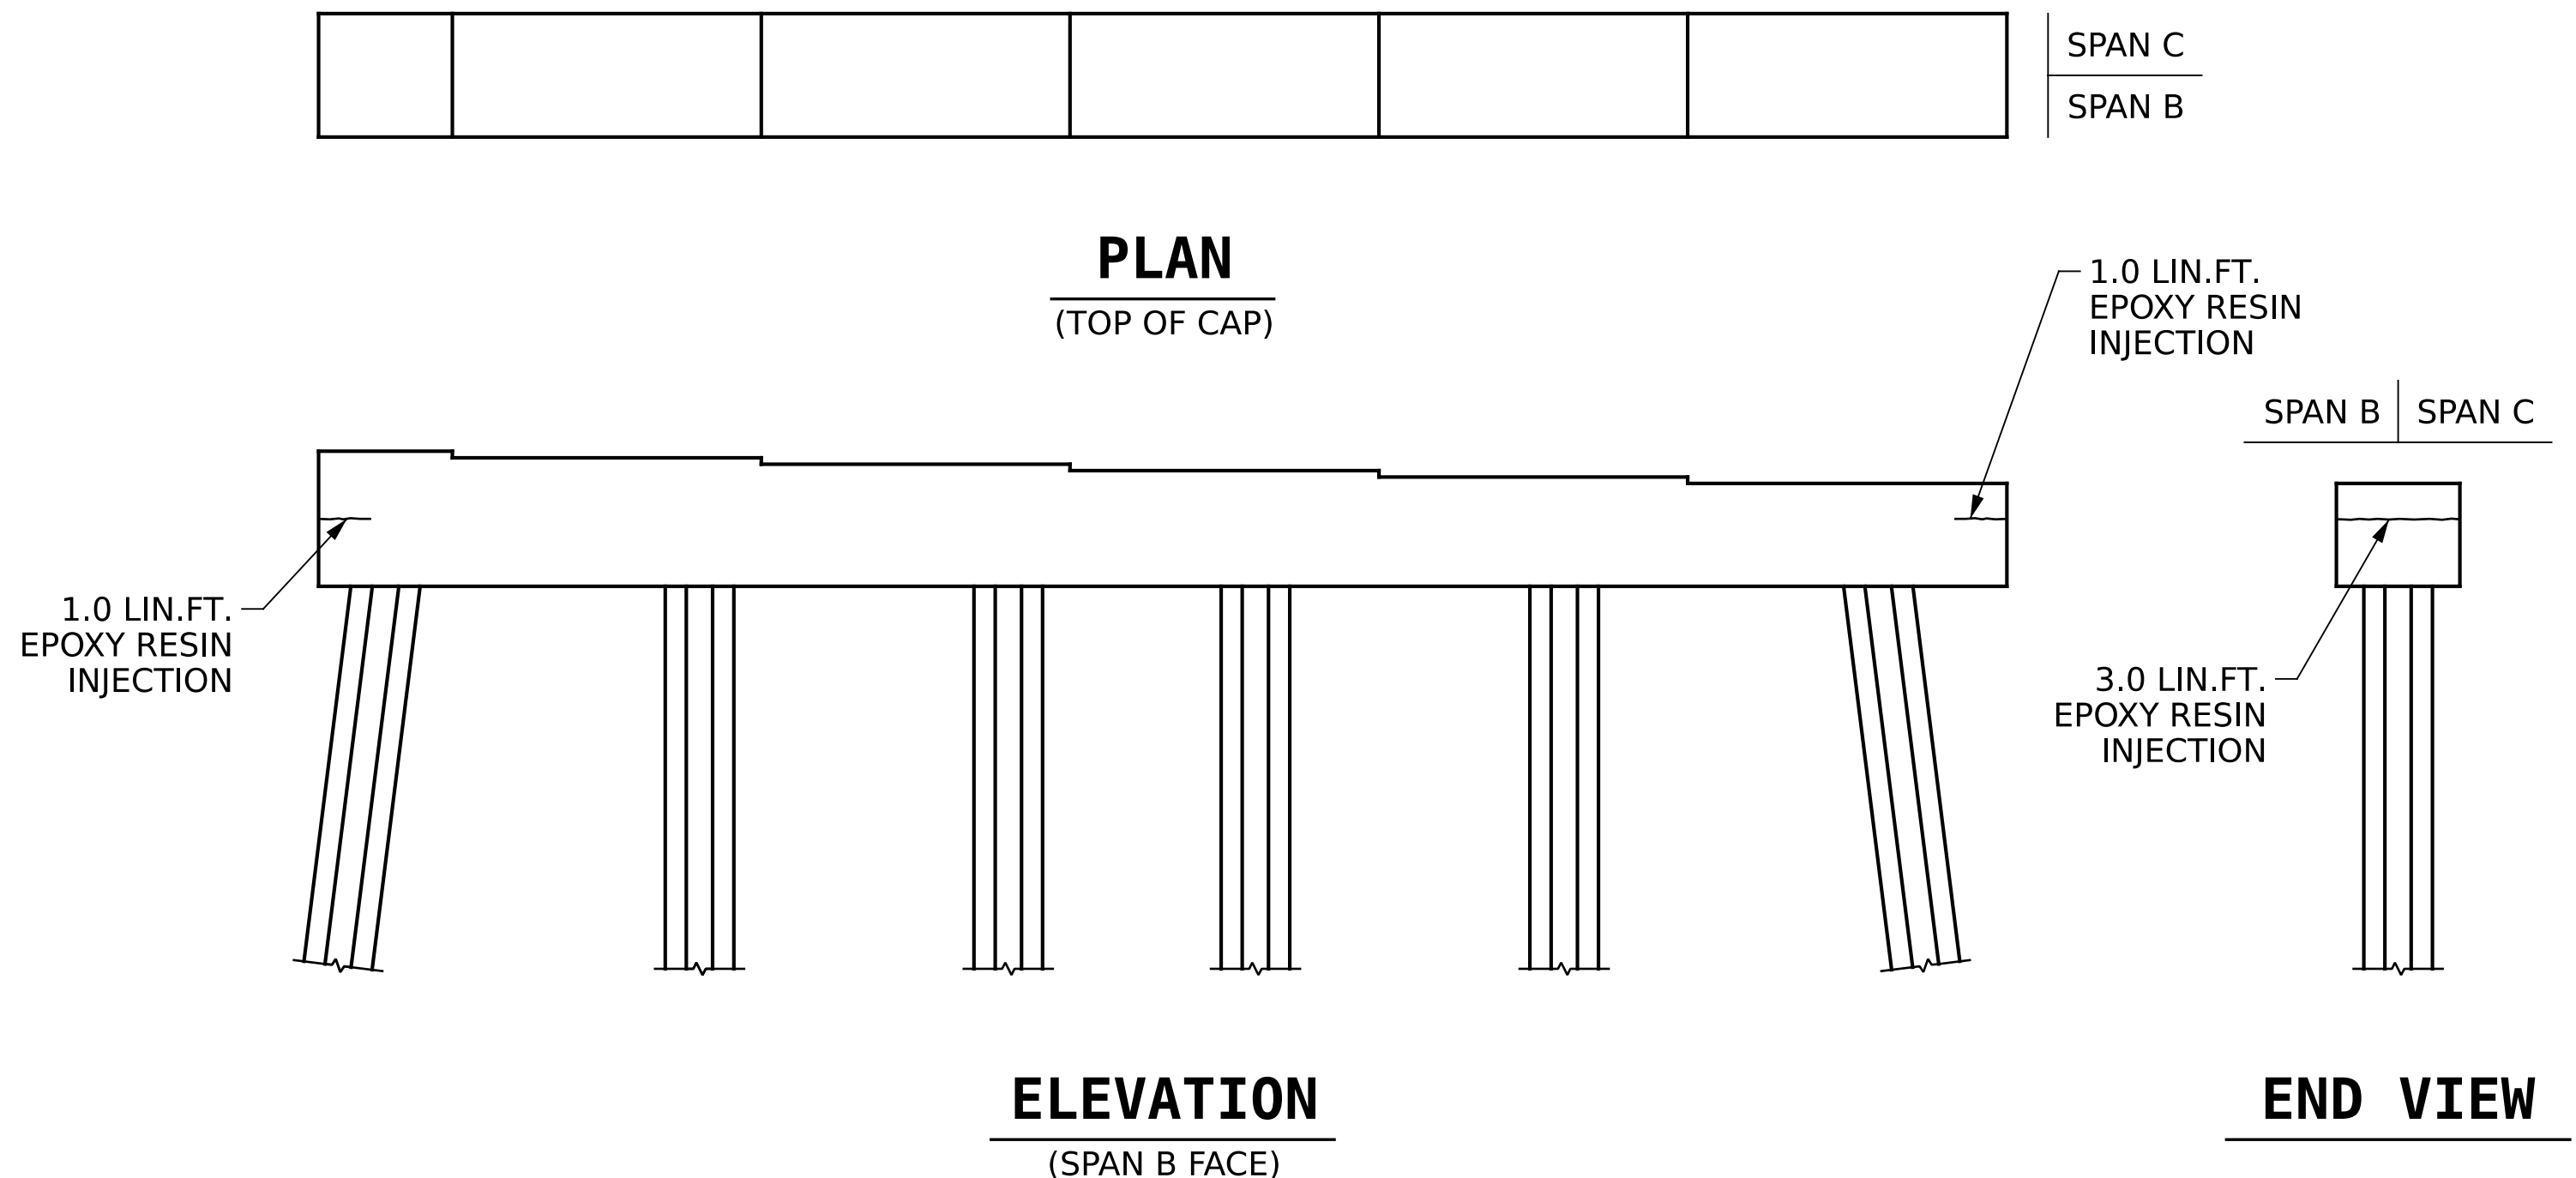 SPAN C
SPAN B
PLAN
(TOP OF CAP)
1.0 LIN.FT.
EPOXY RESIN
INJECTION
SPAN B
SPAN C
1.0 LIN.FT.
EPOXY RESIN
INJECTION
3.0 LIN.FT.
EPOXY RESIN
INJECTION
ELEVATION
(SPAN B FACE)
END VIEW